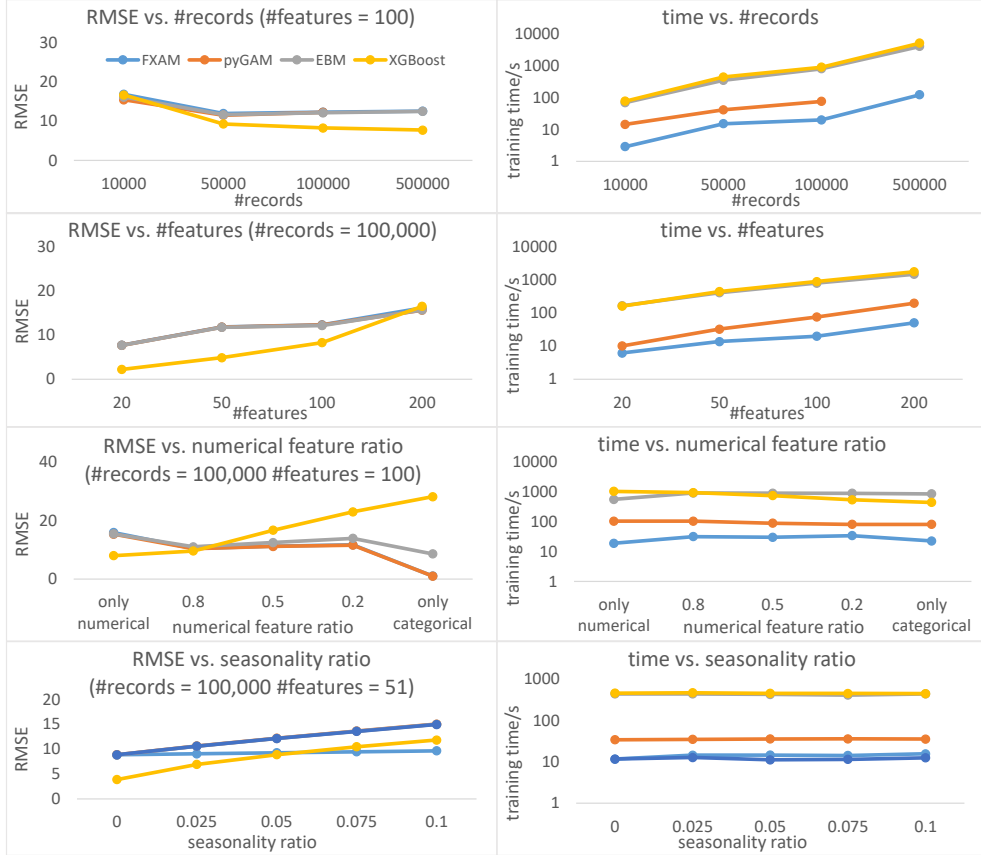 RMSE vs. #records (#features = 100)
30
20
10
0
RMSE
FXAM pyGAM EBM XGBoost
10000 50000 100000 500000
#records
time vs. #records
10000
1000
100
10
1
training time/s
10000 50000 100000 500000
#records
RMSE vs. #features (#records = 100,000)
30
20
10
0
RMSE
20 50 100 200
#features
time vs. #features
10000
1000
100
10
1
training time/s
20 50 100 200
#features
RMSE vs. numerical feature ratio
(#records = 100,000 #features = 100)
40
20
0
RMSE
only 0.8 0.5 0.2 only
numerical categorical
numerical feature ratio
time vs. numerical feature ratio
10000
1000
100
10
1
training time/s
only 0.8 0.5 0.2 only
numerical categorical
numerical feature ratio
RMSE vs. seasonality ratio
(#records = 100,000 #features = 51)
20
15
10
5
0
RMSE
0 0.025 0.05 0.075 0.1
seasonality ratio
time vs. seasonality ratio
1000
100
10
1
training time/s
0 0.025 0.05 0.075 0.1
seasonality ratio